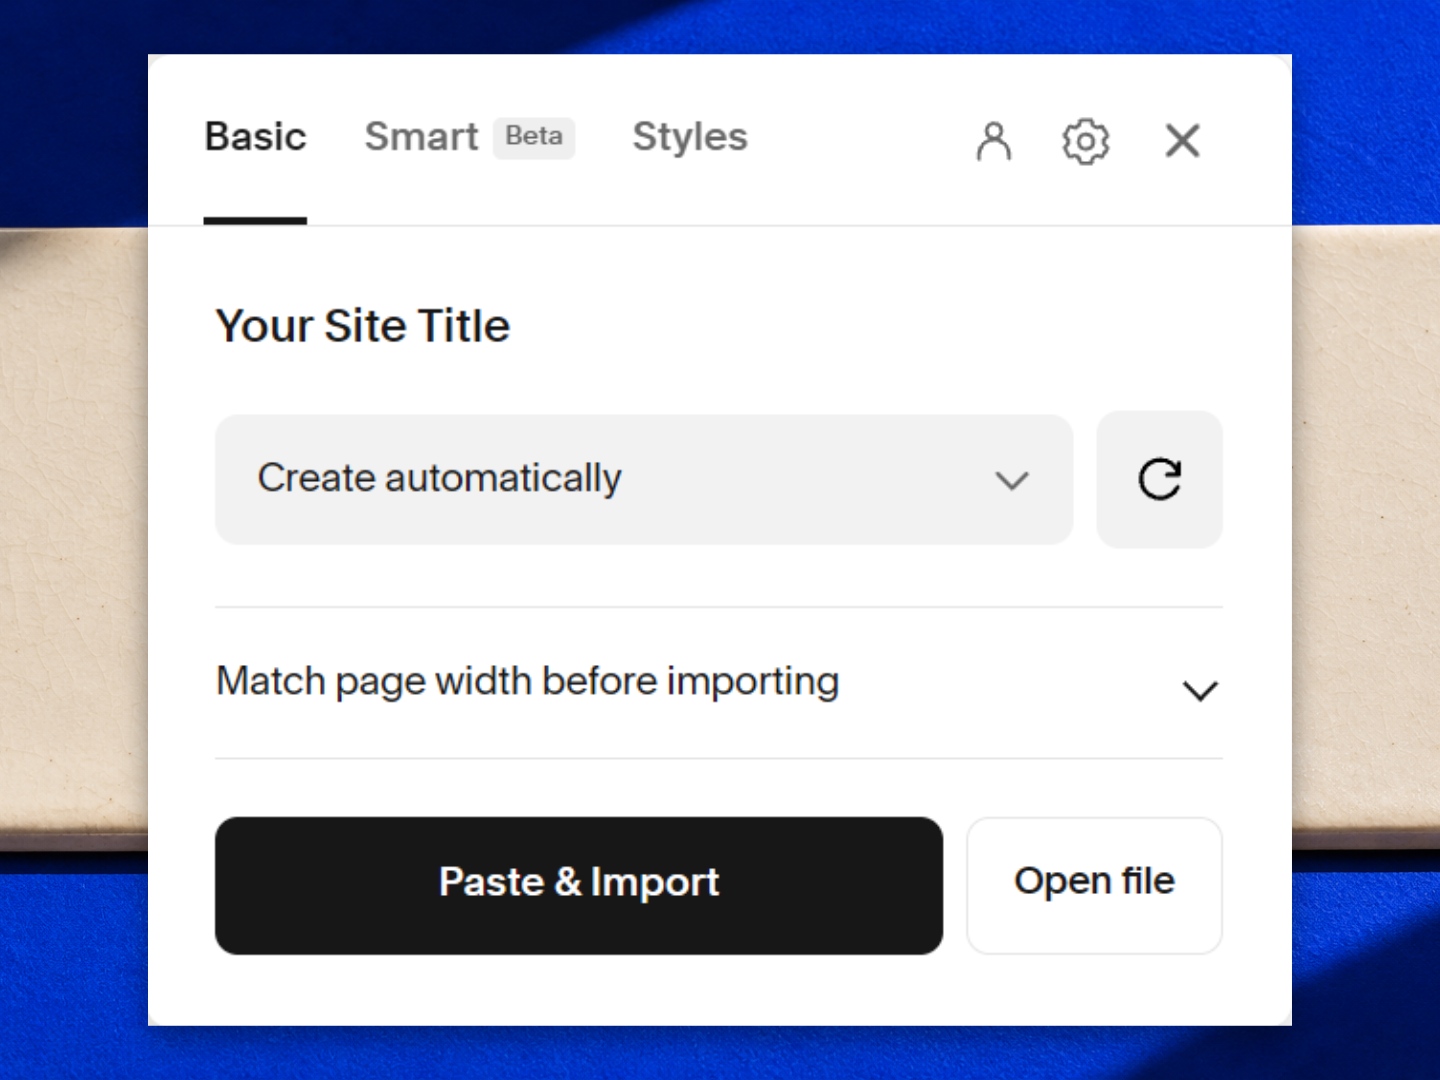 Basic Smart Beta Styles
Your Site Title
Create automatically
Match page width before importing
Paste & Import Open file